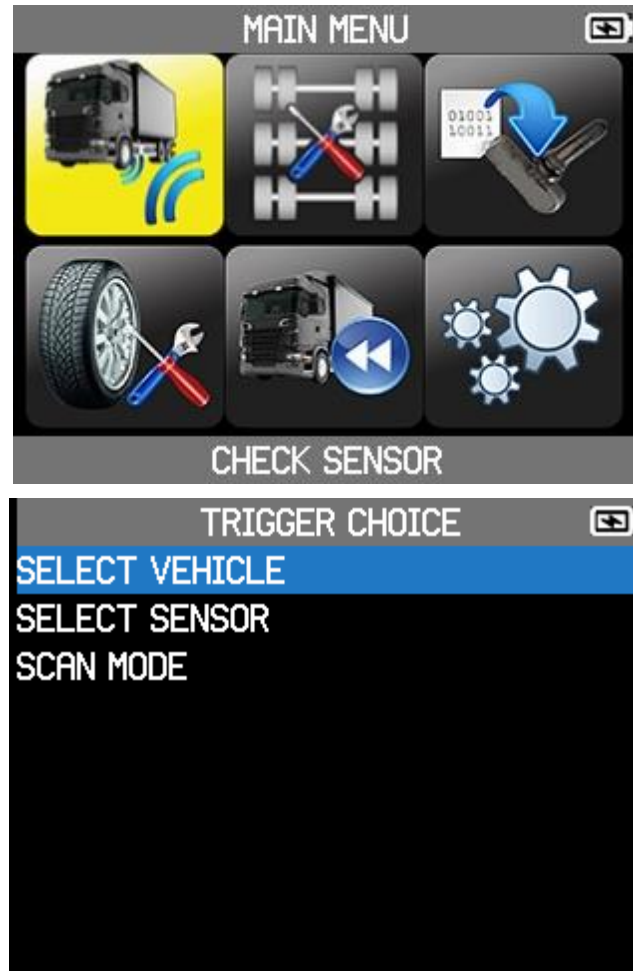 MAIN MENU
01001
10011
CHECK SENSOR
TRIGGER CHOICE
SELECT VEHICLE
SELECT SENSOR
SCAN MODE